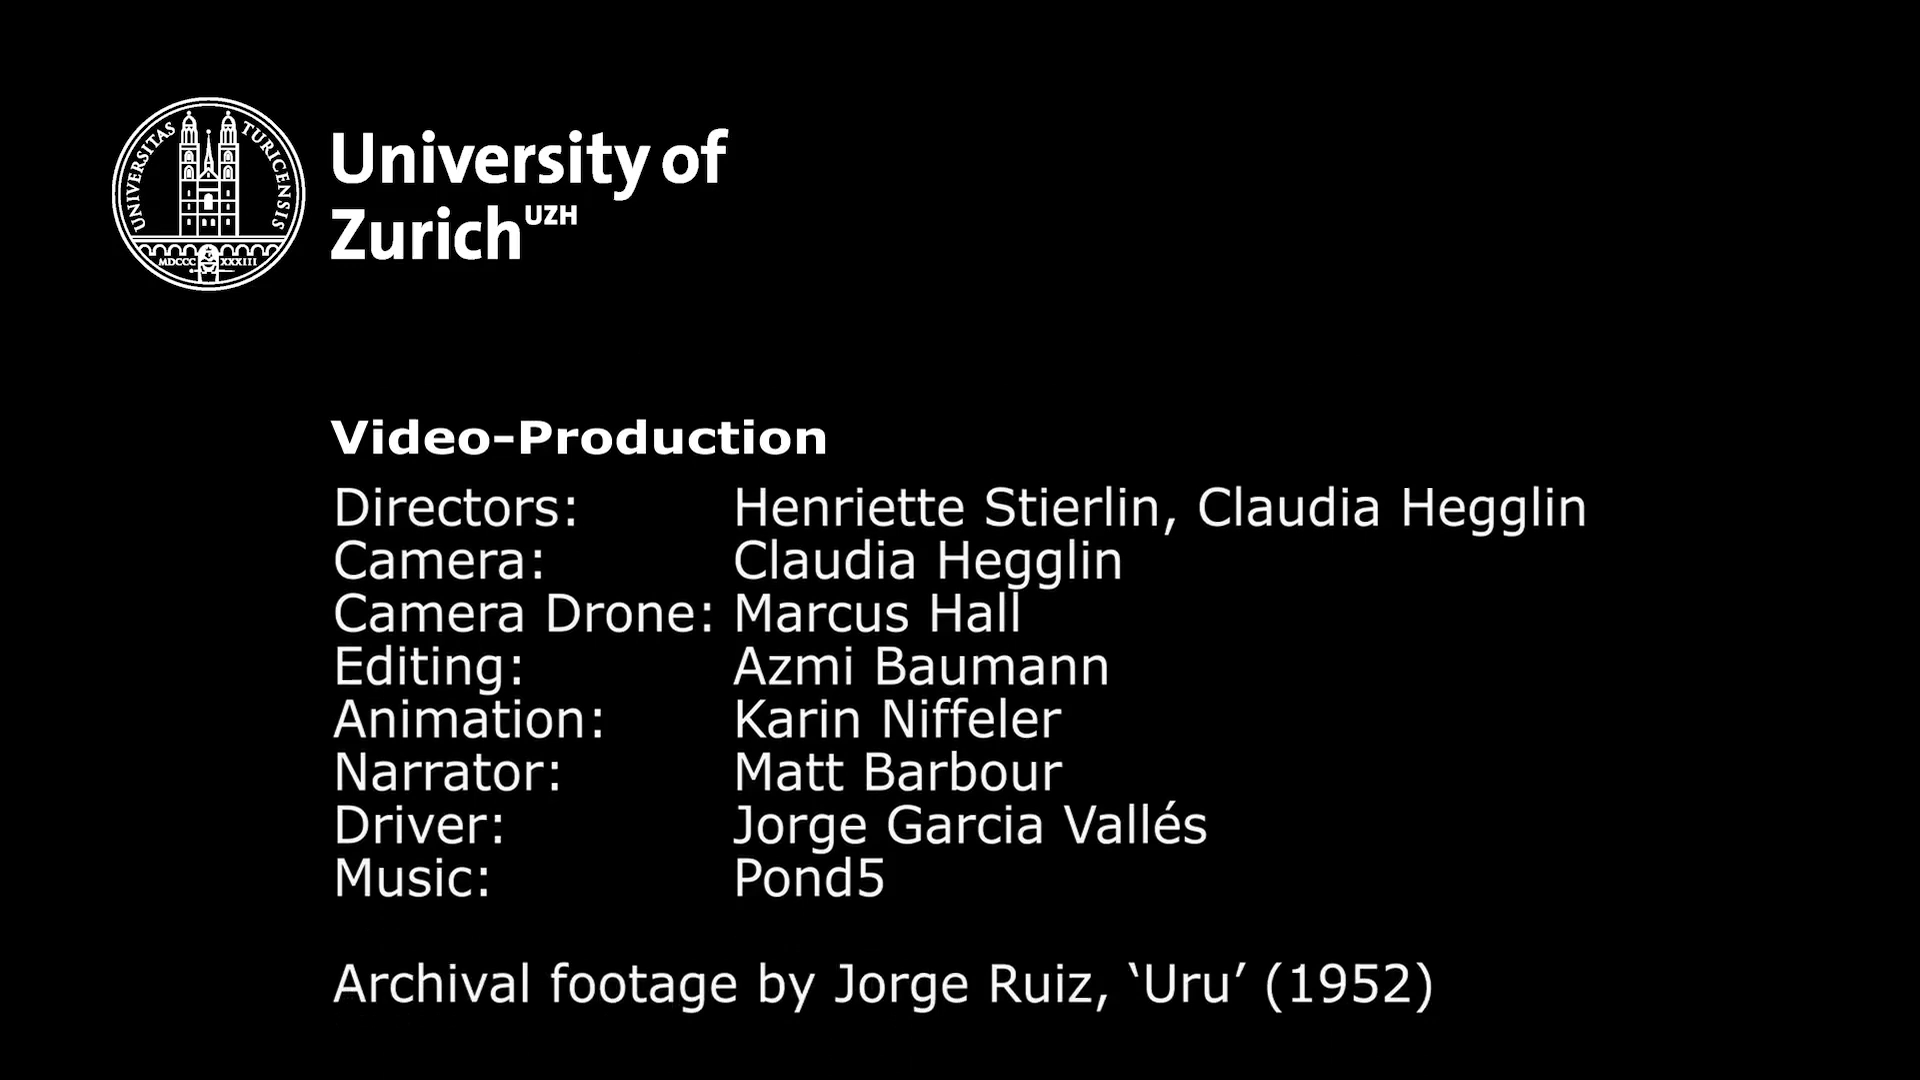 UNIVERSITAS TURICENSIS
MDCCC XXXIII
University of
Zurich UZH
Video-Production
Directors: Henriette Stierlin, Claudia Hegglin
Camera: Claudia Hegglin
Camera Drone: Marcus Hall
Editing: Azmi Baumann
Animation: Karin Niffeler
Narrator: Matt Barbour
Driver: Jorge Garcia Vallés
Music: Pond5
Archival footage by Jorge Ruiz, ‘Uru’ (1952)